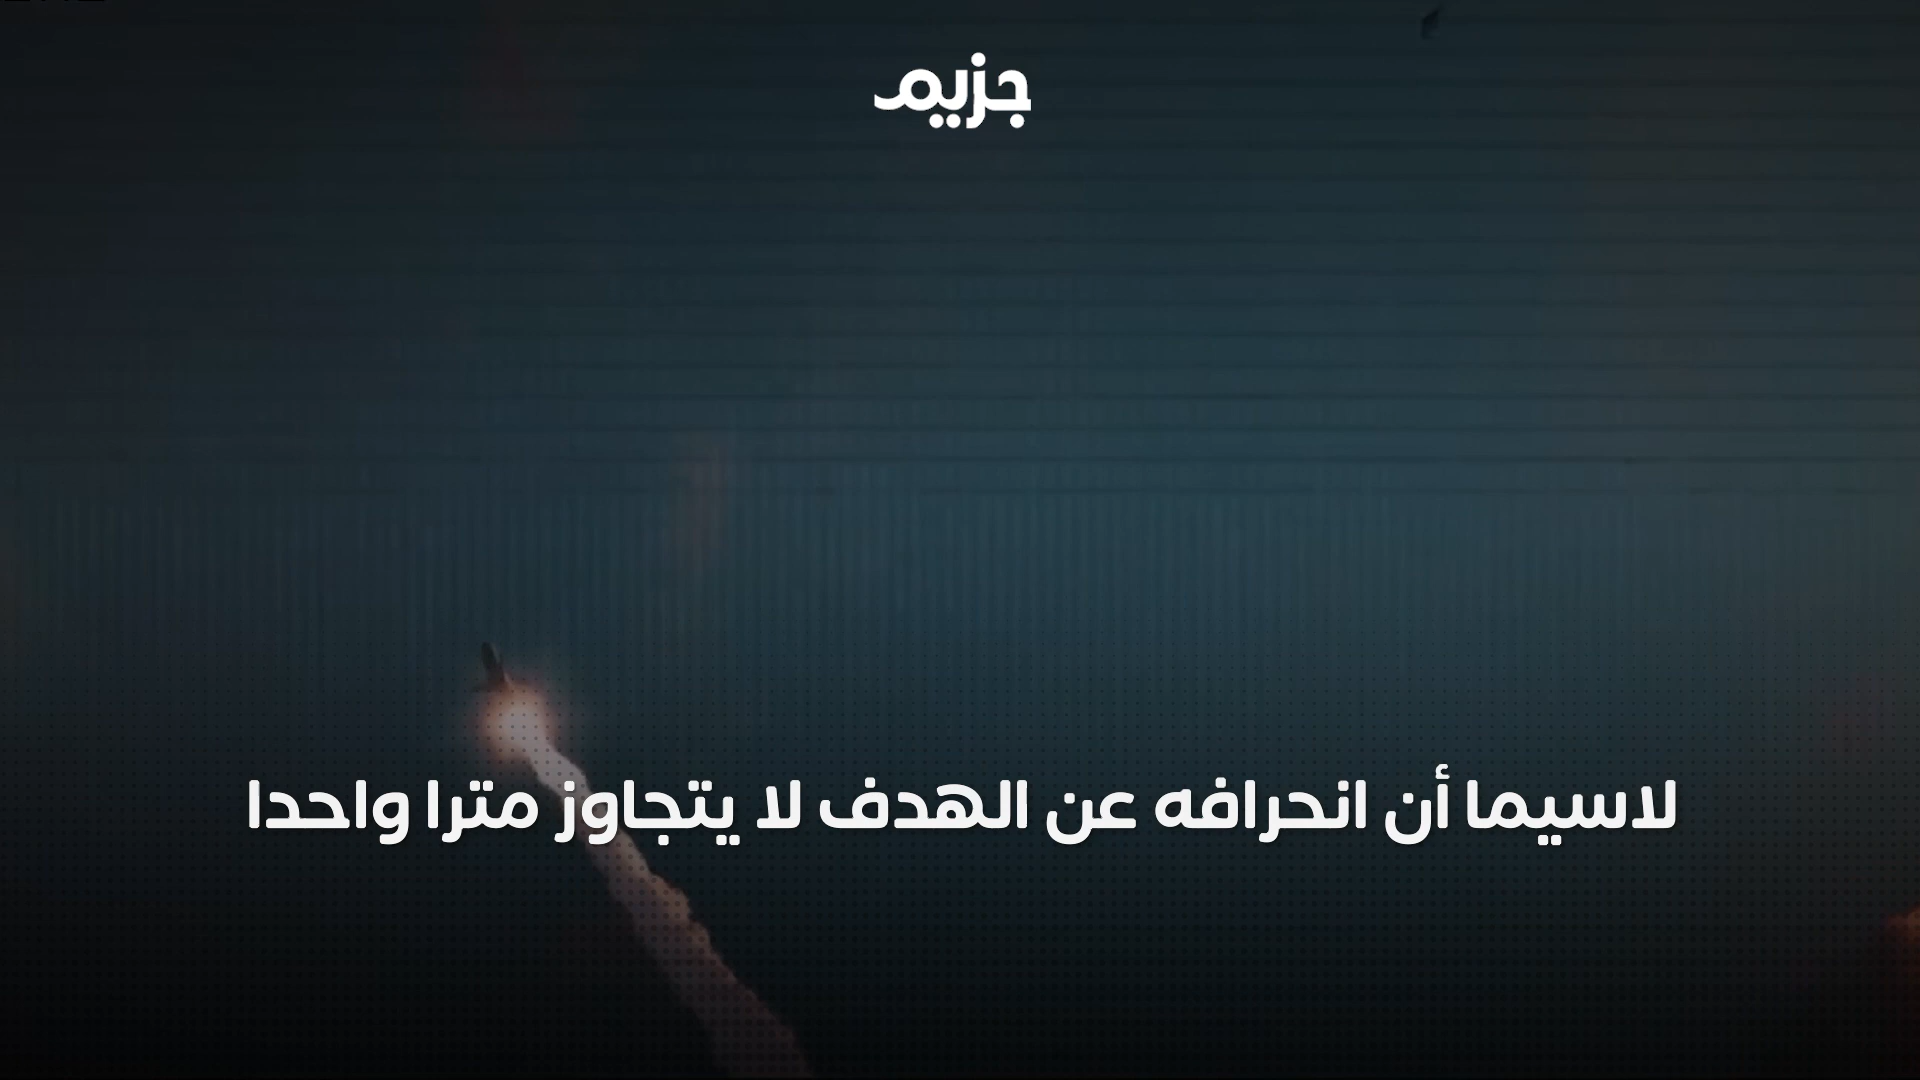 جزيم
لاسيما أن انحرافه عن الهدف لا يتجاوز مترا واحدا